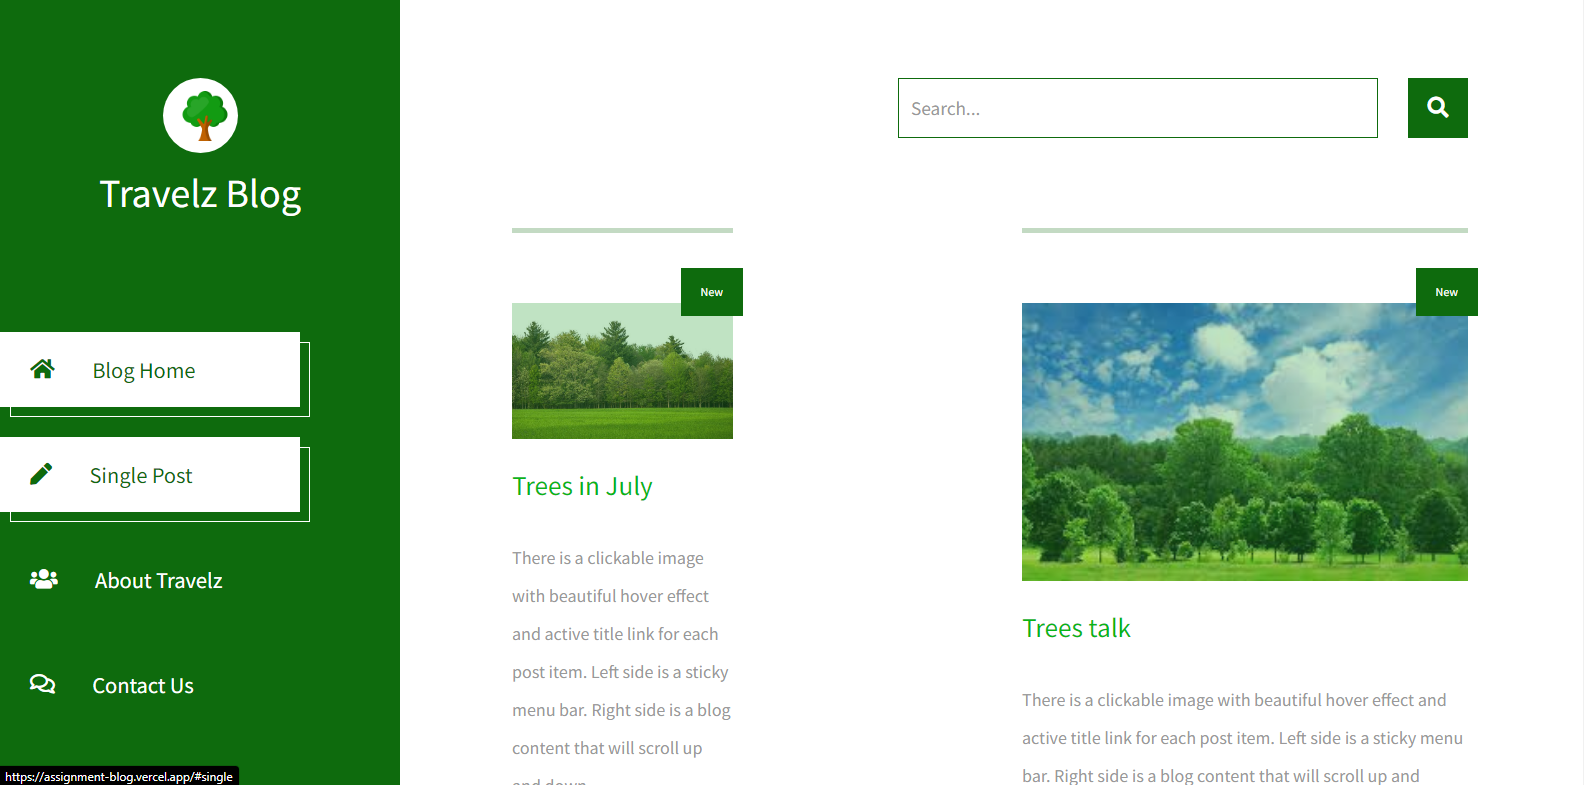 Travelz Blog
Blog Home
Single Post
About Travelz
Contact Us
https://assignment-blog.vercel.app/#single
Search...
New
Trees in July
There is a clickable image
with beautiful hover effect
and active title link for each
post item. Left side is a sticky
menu bar. Right side is a blog
content that will scroll up
and down.
New
Trees talk
There is a clickable image with beautiful hover effect and
active title link for each post item. Left side is a sticky menu
bar. Right side is a blog content that will scroll up and